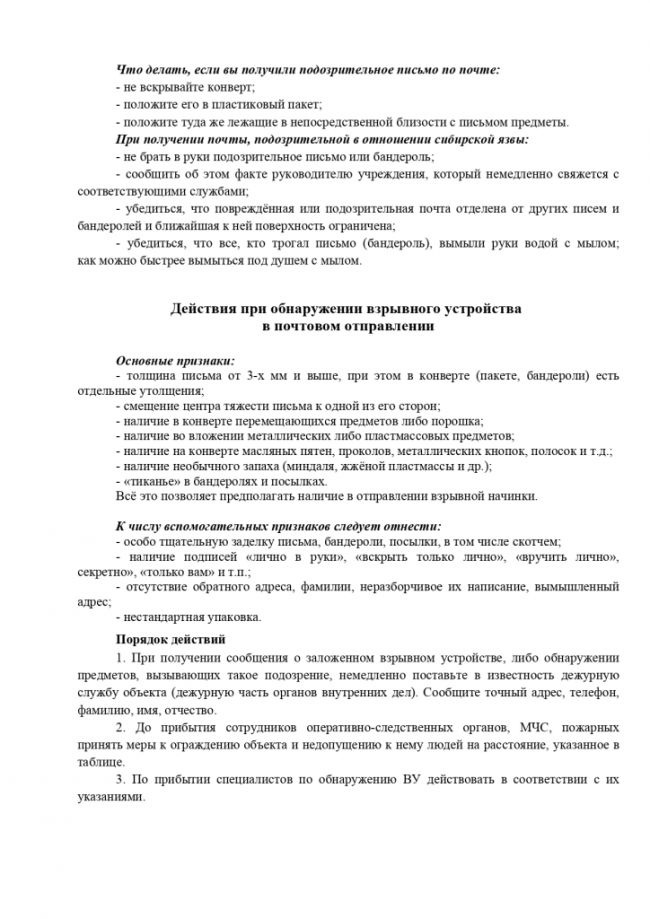 Что делать, если вы получили подозрительное письмо по почте:
- не вскрывайте конверт;
- положите его в пластиковый пакет;
- положите туда же лежащие в непосредственной близости с письмом предметы.
При получении почты, подозрительной в отношении сибирской язвы:
- не брать в руки подозрительное письмо или бандероль;
- сообщить об этом факте руководителю учреждения, который немедленно свяжется с
соответствующими службами;
- убедиться, что повреждённая или подозрительная почта отделена от других писем и
бандеролей и ближайшая к ней поверхность ограничена;
- убедиться, что все, кто трогал письмо (бандероль), вымыли руки водой с мылом;
как можно быстрее вымыться под душем с мылом.
Действия при обнаружении взрывного устройства
в почтовом отправлении
Основные признаки:
- толщина письма от 3-х мм и выше, при этом в конверте (пакете, бандероли) есть
отдельные утолщения;
- смещение центра тяжести письма к одной из его сторон;
- наличие в конверте перемещающихся предметов либо порошка;
- наличие во вложении металлических либо пластмассовых предметов;
- наличие на конверте масляных пятен, проколов, металлических кнопок, полосок и т.д.;
- наличие необычного запаха (миндаля, жжёной пластмассы и др.);
- «тиканье» в бандеролях и посылках.
Всё это позволяет предполагать наличие в отправлении взрывной начинки.
К числу вспомогательных признаков следует отнести:
- особо тщательную заделку письма, бандероли, посылки, в том числе скотчем;
- наличие подписей «лично в руки», «вскрыть только лично», «вручить лично»,
секретно», «только вам» и т.п.;
- отсутствие обратного адреса, фамилии, неразборчивое их написание, вымышленный
адрес;
- нестандартная упаковка.
Порядок действий
1. При получении сообщения о заложенном взрывном устройстве, либо обнаружении
предметов, вызывающих такое подозрение, немедленно поставьте в известность дежурную
службу объекта (дежурную часть органов внутренних дел). Сообщите точный адрес, телефон,
фамилию, имя, отчество.
2. До прибытия сотрудников оперативно-следственных органов, МЧС, пожарных
принять меры к ограждению объекта и недопущению к нему людей на расстояние, указанное в
таблице.
3. По прибытии специалистов по обнаружению ВУ действовать в соответствии с их
указаниями.